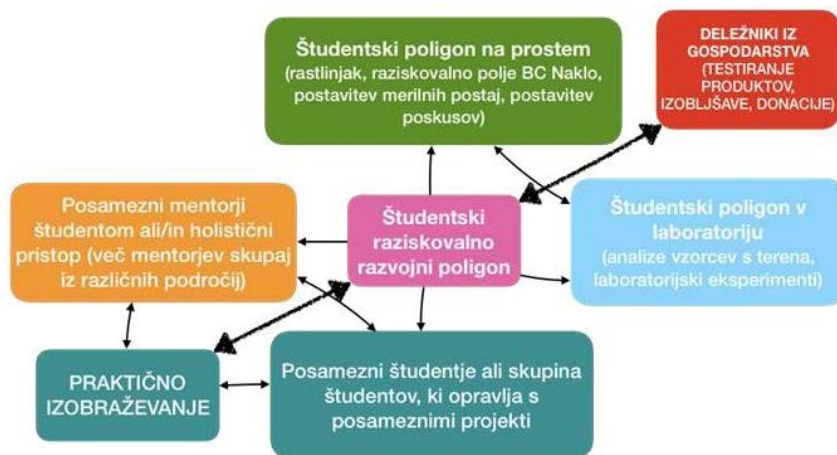 Študentski poligon na prostem
(rastlinjak, raziskovalno polje BC Naklo,
postavitev merilnih postaj, postavitev
poskusov)
DELEŽNIKI IZ
GOSPODARSTVA
(TESTIRANJE
PRODUKTOV,
IZOBLJŠAVE, DONACIJE)
Posamezni mentorji
študentom ali/in holistični
pristop (več mentorjev skupaj
iz različnih področij)
Študentski
raziskovalno
razvojni poligon
Študentski poligon v
laboratoriju
(analize vzorcev s terena,
laboratorijski eksperimenti)
PRAKTIČNO
IZOBRAŽEVANJE
Posamezni študentje ali skupina
študentov, ki opravlja s
posameznimi projekti